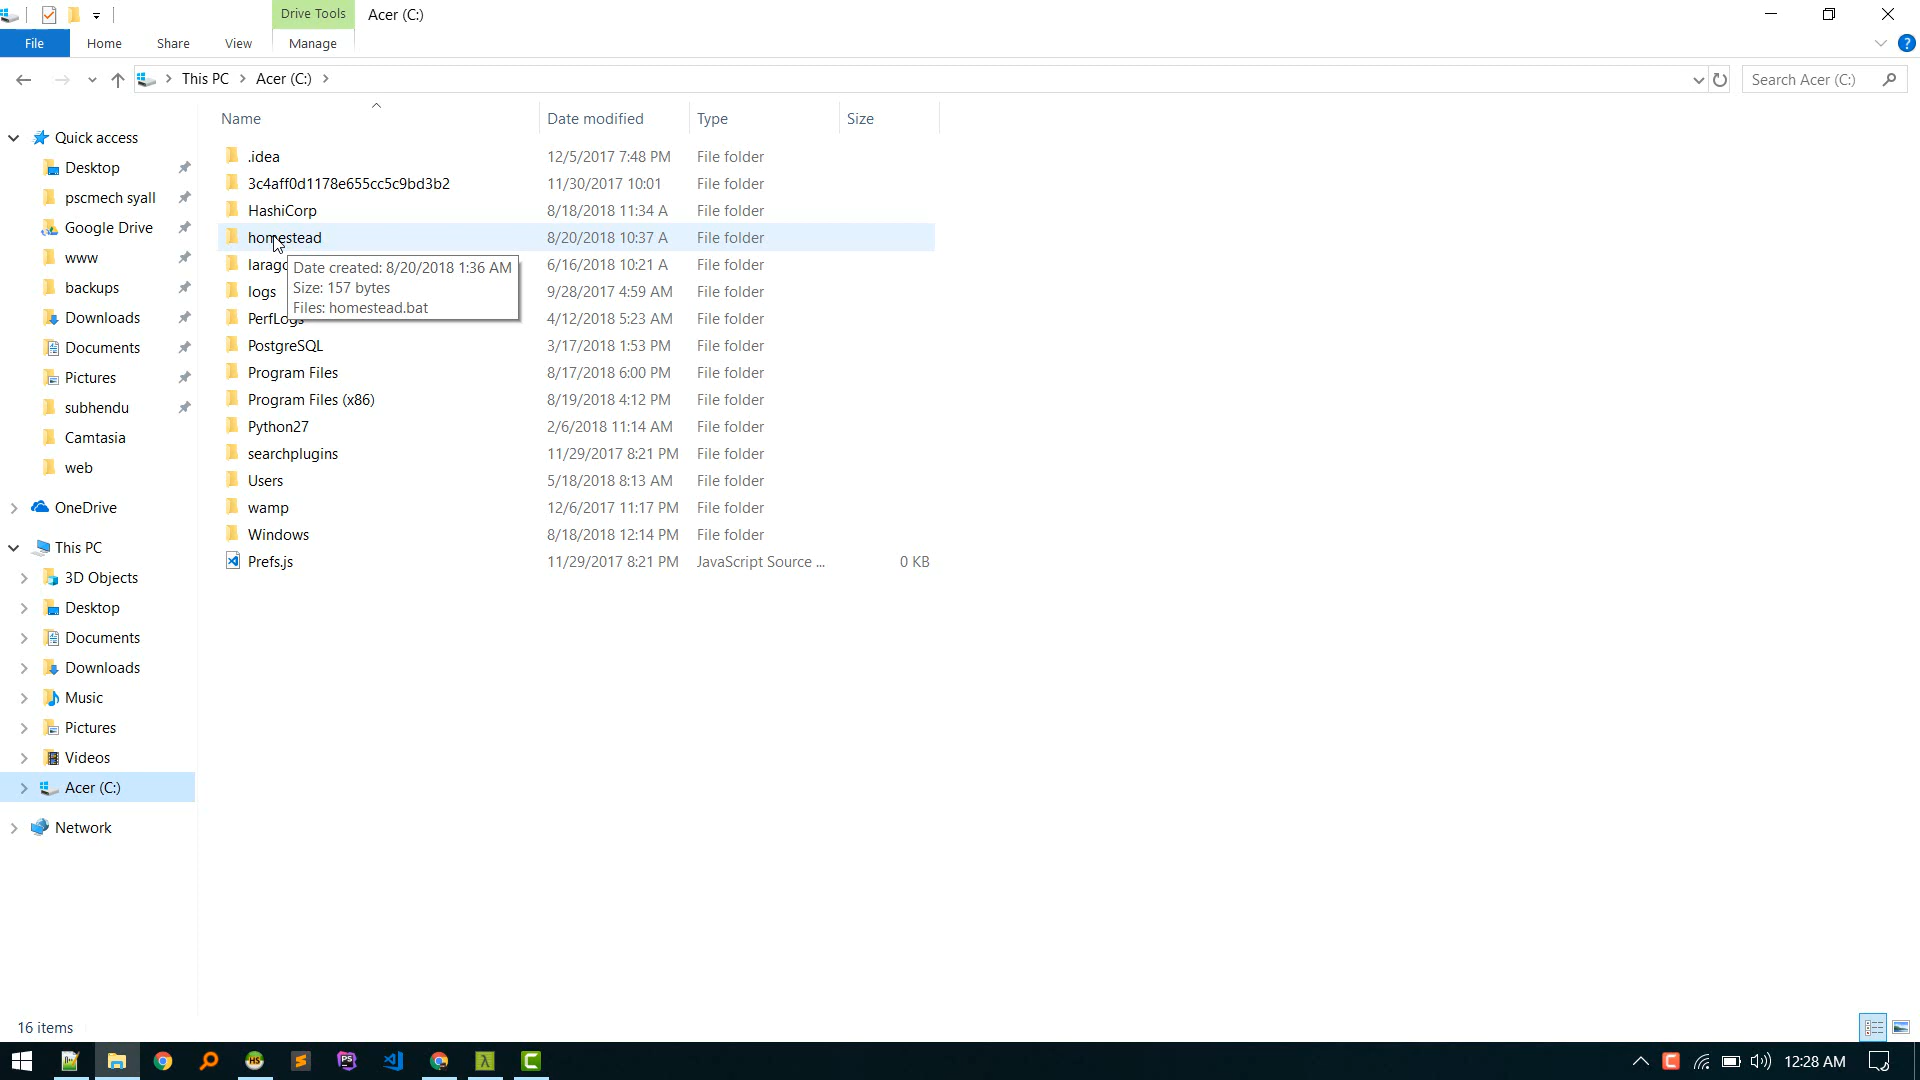 Drive Tools
Acer (C:)
File
Home
Share
View
Manage
?
This PC
Acer (C:)
Search Acer (C:)
Name
Date modified
Type
Size
Quick access
Desktop
pscmech syall
Google Drive
www
backups
Downloads
Documents
Pictures
subhendu
Camtasia
web
OneDrive
This PC
3D Objects
Desktop
Documents
Downloads
Music
Pictures
Videos
Acer (C:)
Network
.idea 12/5/2017 7:48 PM File folder
3c4aff0d1178e655cc5c9bd3b2 11/30/2017 10:01 File folder
HashiCorp 8/18/2018 11:34 A File folder
homestead 8/20/2018 10:37 A File folder
larago 6/16/2018 10:21 A File folder
logs 9/28/2017 4:59 AM File folder
PerfLogs 4/12/2018 5:23 AM File folder
PostgreSQL 3/17/2018 1:53 PM File folder
Program Files 8/17/2018 6:00 PM File folder
Program Files (x86) 8/19/2018 4:12 PM File folder
Python27 2/6/2018 11:14 AM File folder
searchplugins 11/29/2017 8:21 PM File folder
Users 5/18/2018 8:13 AM File folder
wamp 12/6/2017 11:17 PM File folder
Windows 8/18/2018 12:14 PM File folder
Prefs.js 11/29/2017 8:21 PM JavaScript Source ... 0 KB
Date created: 8/20/2018 1:36 AM
Size: 157 bytes
Files: homestead.bat
16 items
HS
PS
12:28 AM